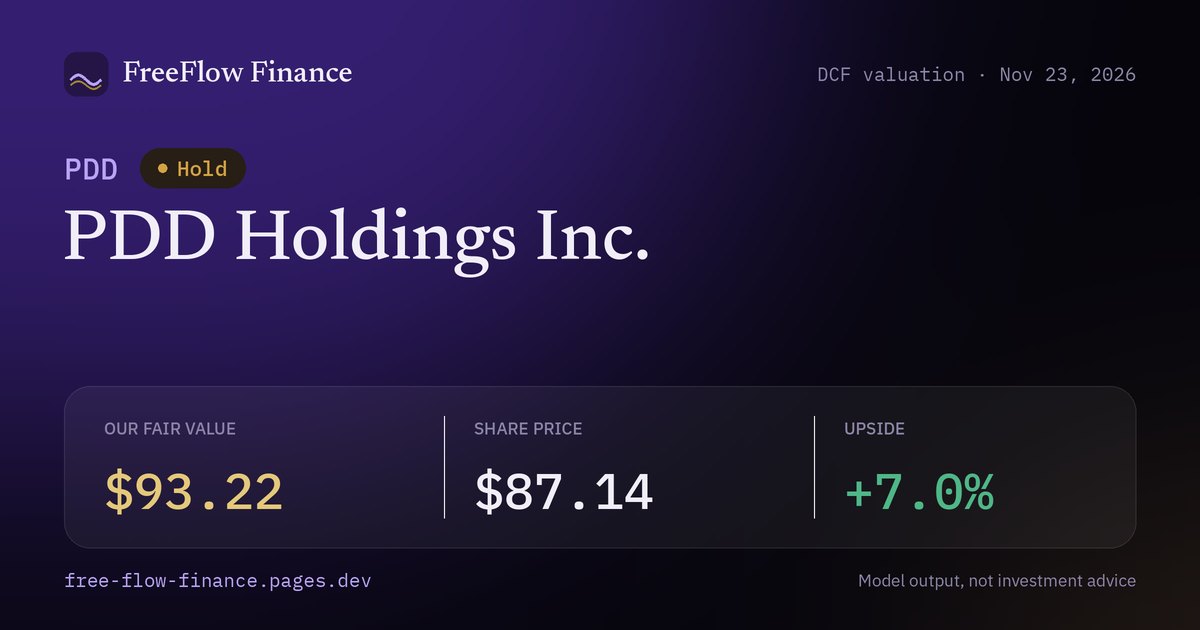 FreeFlow Finance
DCF valuation · Nov 23, 2026
PDD
Hold
PDD Holdings Inc.
OUR FAIR VALUE
SHARE PRICE
UPSIDE
$93.22
$87.14
+7.0%
free-flow-finance.pages.dev
Model output, not investment advice